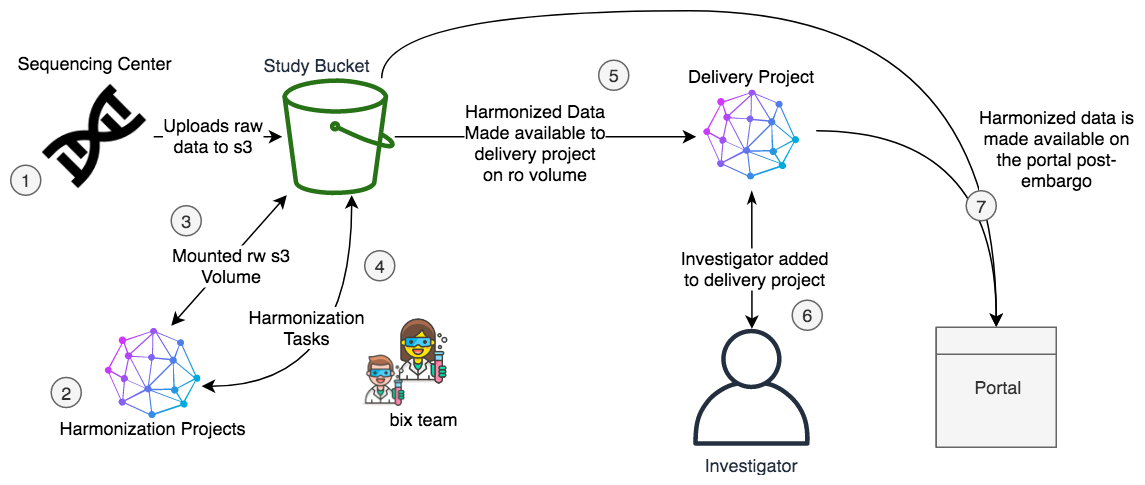 Sequencing Center
1
Uploads raw
data to s3
Study Bucket
3
Mounted rw s3
Volume
4
Harmonization
Tasks
2
Harmonization Projects
bix team
5
Harmonized Data
Made available to
delivery project
on ro volume
Delivery Project
Investigator added
to delivery project
6
Investigator
Harmonized data is
made available on
the portal post-
embargo
7
Portal